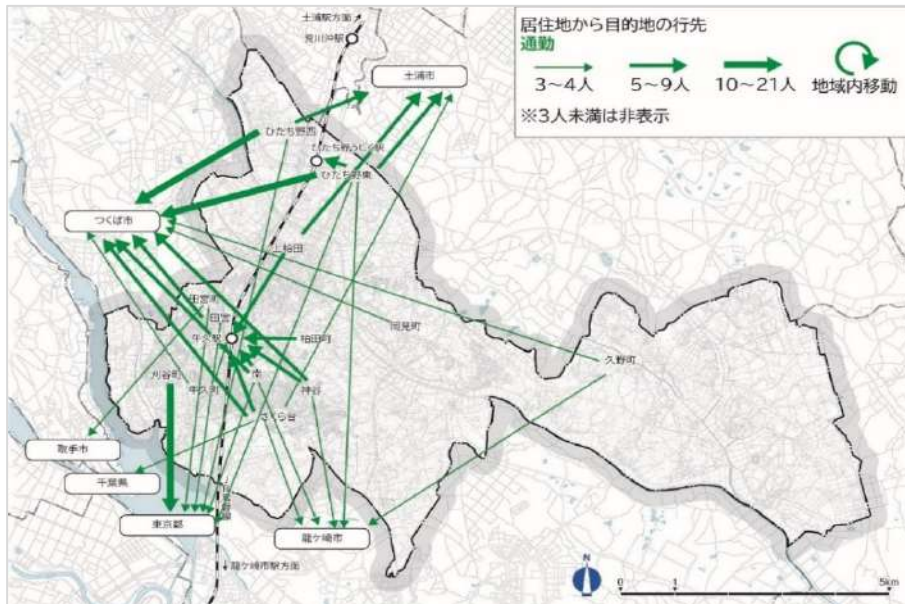 居住地から目的地の行先
通勤
3～4人
5～9人
10～21人
地域内移動
※3人未満は非表示
土浦駅方面
荒川沖駅
土浦市
ひたち野西
ひたち野うしく駅
ひたち野東
つくば市
上柏田
田宮町
田宮
岡見町
牛久駅
柏田町
久野町
刈谷町
南
牛久町
神谷
さくら台
取手市
千葉県
東京都
龍ケ崎市
↓龍ケ崎市駅方面
N
0
1
5km